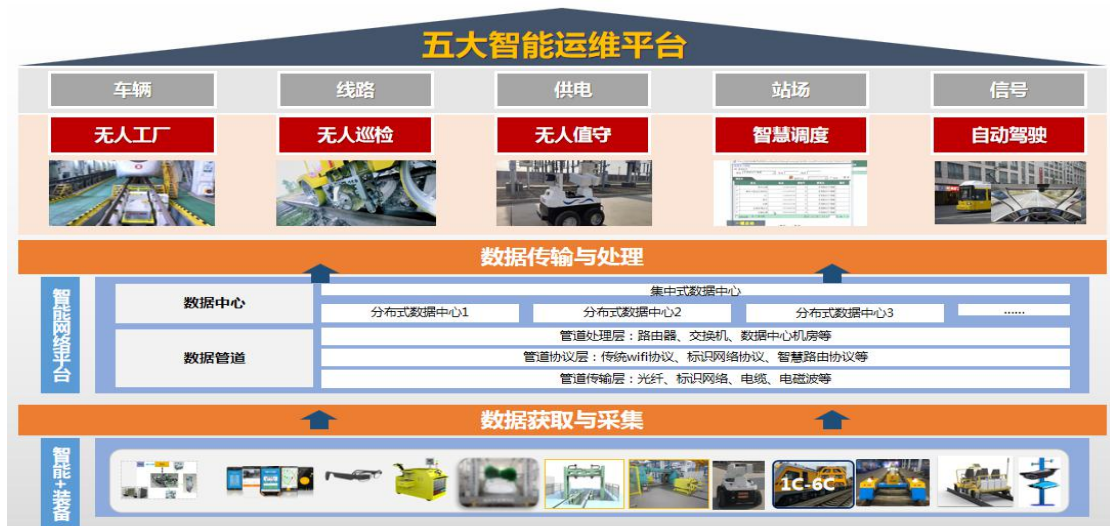 五大智能运维平台
车辆
线路
供电
站场
信号
无人工厂
无人巡检
无人值守
智慧调度
自动驾驶
数据传输与处理
智能网络平台
数据中心
集中式数据中心
分布式数据中心1
分布式数据中心2
分布式数据中心3
......
数据管道
管道处理层：路由器、交换机、数据中心机房等
管道协议层：传统wifi协议、标识网络协议、智慧路由协议等
管道传输层：光纤、标识网络、电缆、电磁波等
数据获取与采集
智能+装备
1C-6C